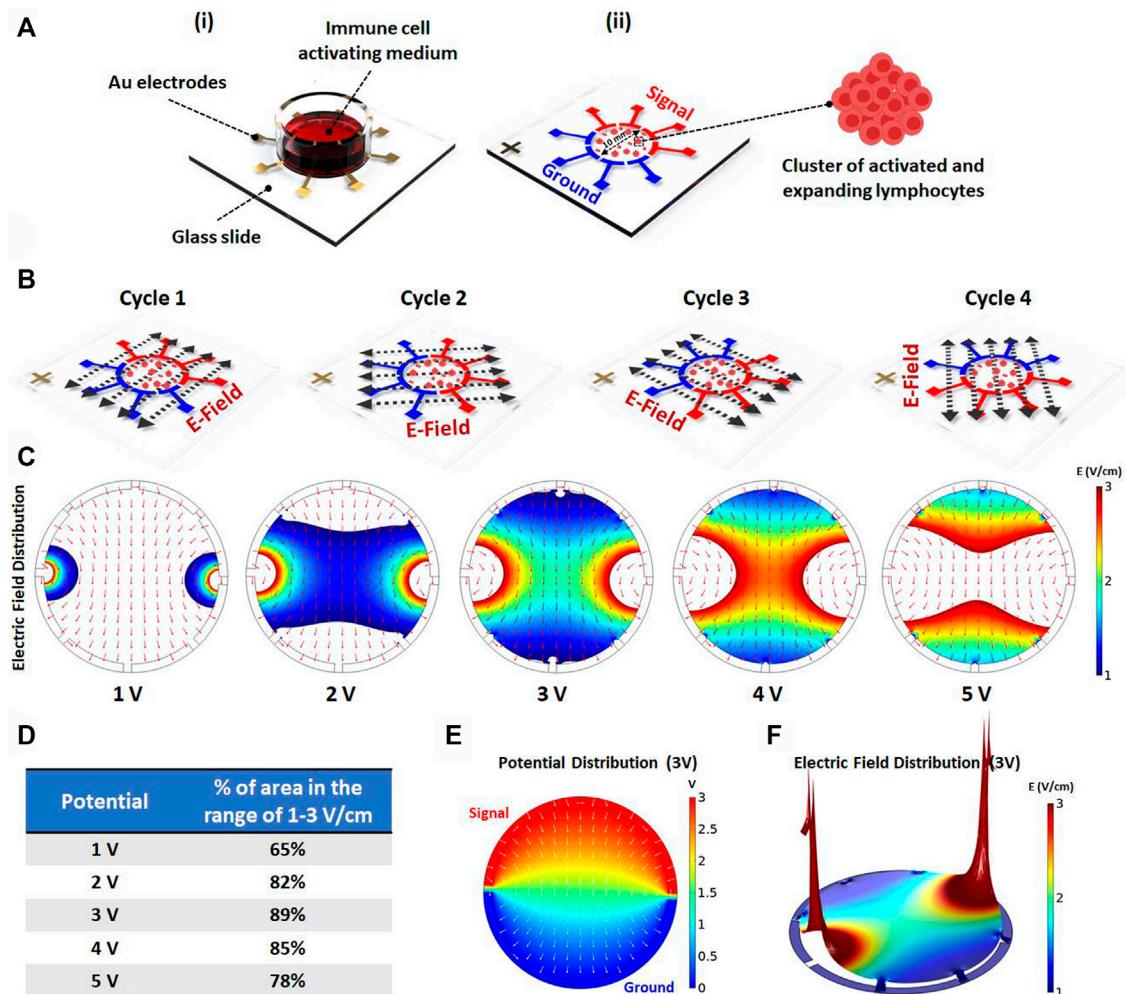 A
(i)
(ii)
Immune cell
activating medium
Au electrodes
Glass slide
Signal
10 mm
Ground
Cluster of activated and
expanding lymphocytes
B
Cycle 1
Cycle 2
Cycle 3
Cycle 4
E-Field
E-Field
E-Field
E-Field
C
Electric Field Distribution
E (V/cm)
3
2
1
1 V
2 V
3 V
4 V
5 V
D
Potential
% of area in the
range of 1-3 V/cm
1 V 65%
2 V 82%
3 V 89%
4 V 85%
5 V 78%
E
Potential Distribution (3V)
V
Signal
3
2.5
2
1.5
1
0.5
0
Ground
F
Electric Field Distribution (3V)
E (V/cm)
3
2
1